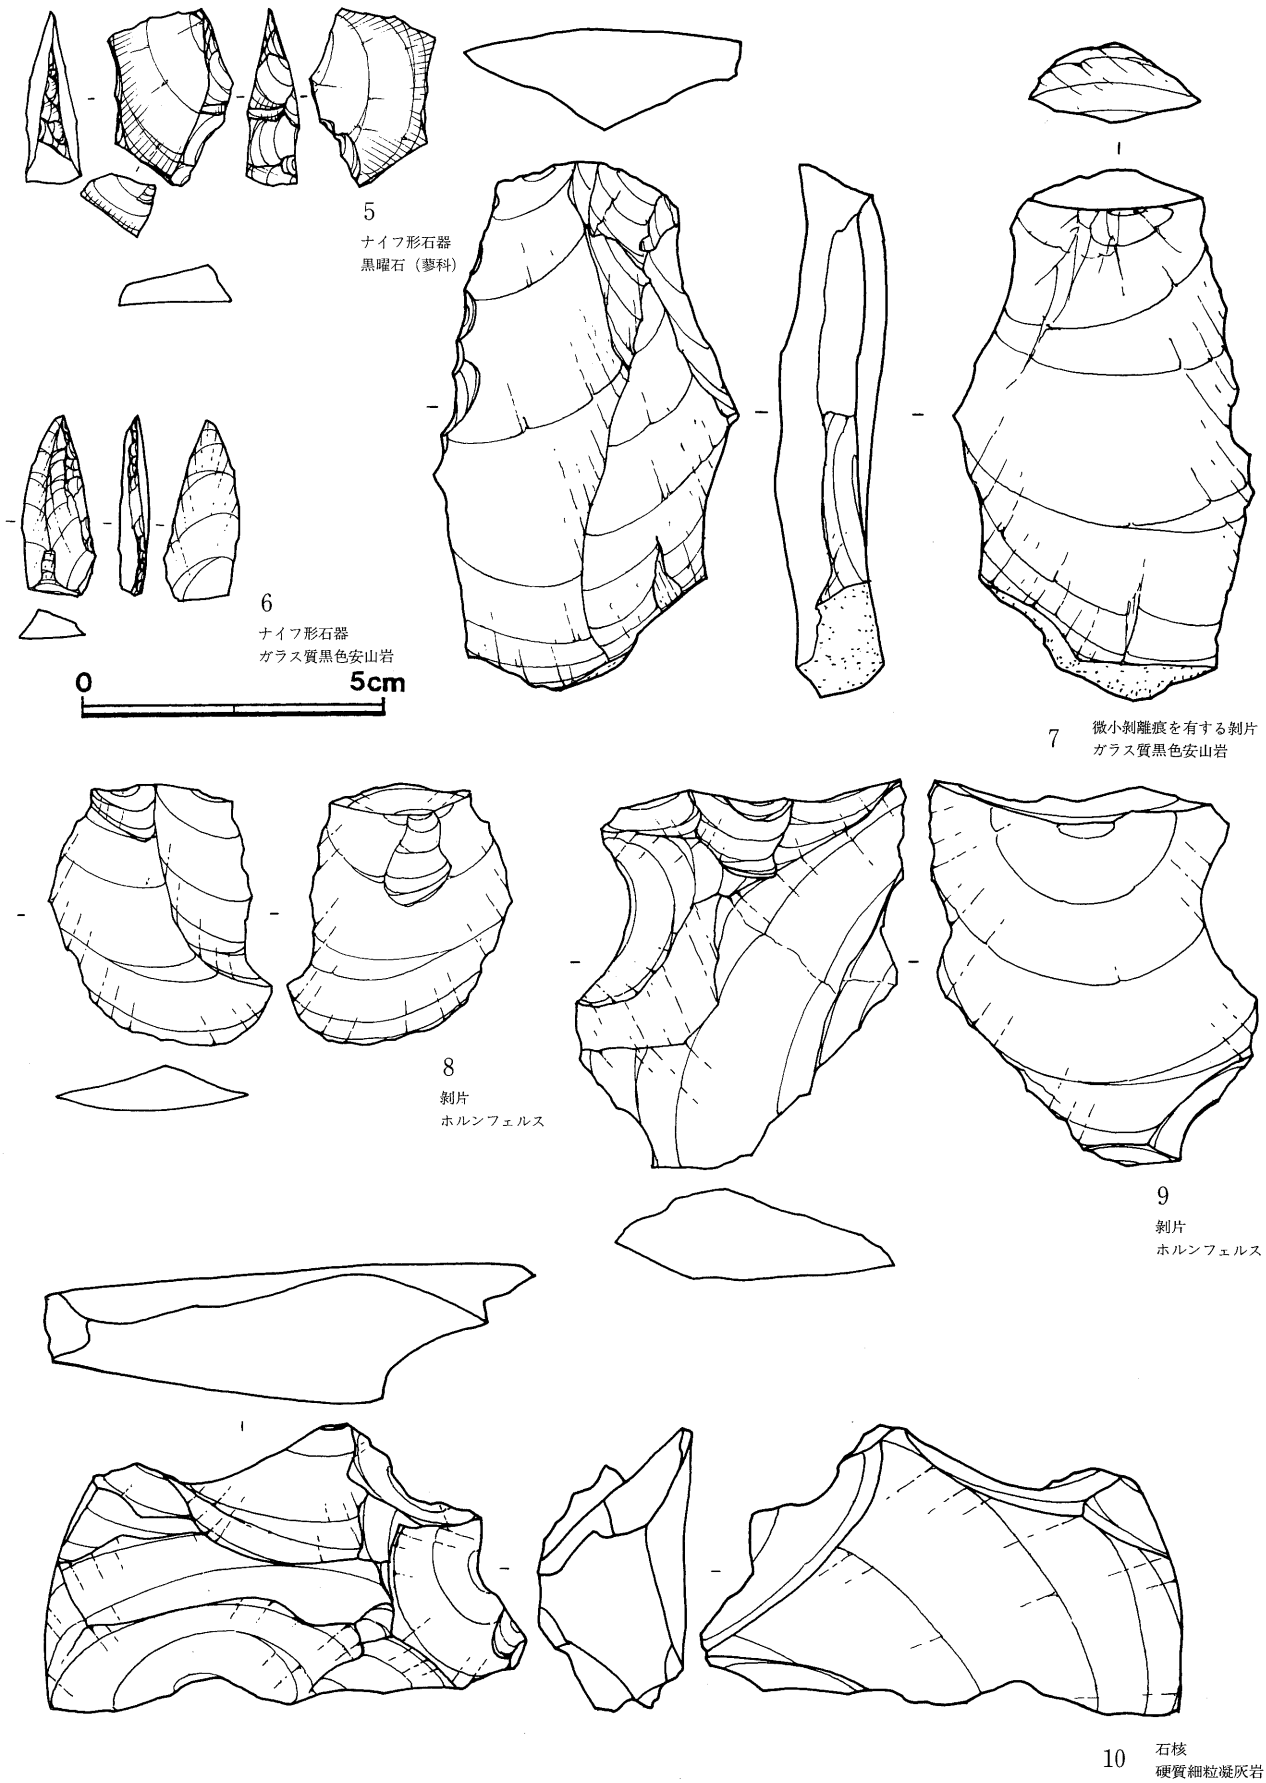 5
ナイフ形石器
黒曜石（蓼科）
6
ナイフ形石器
ガラス質黒色安山岩
0 5cm
7
微小剝離痕を有する剝片
ガラス質黒色安山岩
8
剝片
ホルンフェルス
9
剝片
ホルンフェルス
10
石核
硬質細粒凝灰岩